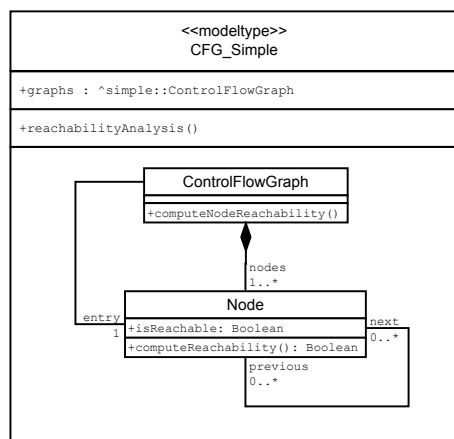 <<modeltype>>
CFG_Simple
+graphs : ^simple::ControlFlowGraph
+reachabilityAnalysis()
ControlFlowGraph
+computeNodeReachability()
nodes
1..*
Node
entry
1
+isReachable: Boolean
+computeReachability(): Boolean
next
0..*
previous
0..*